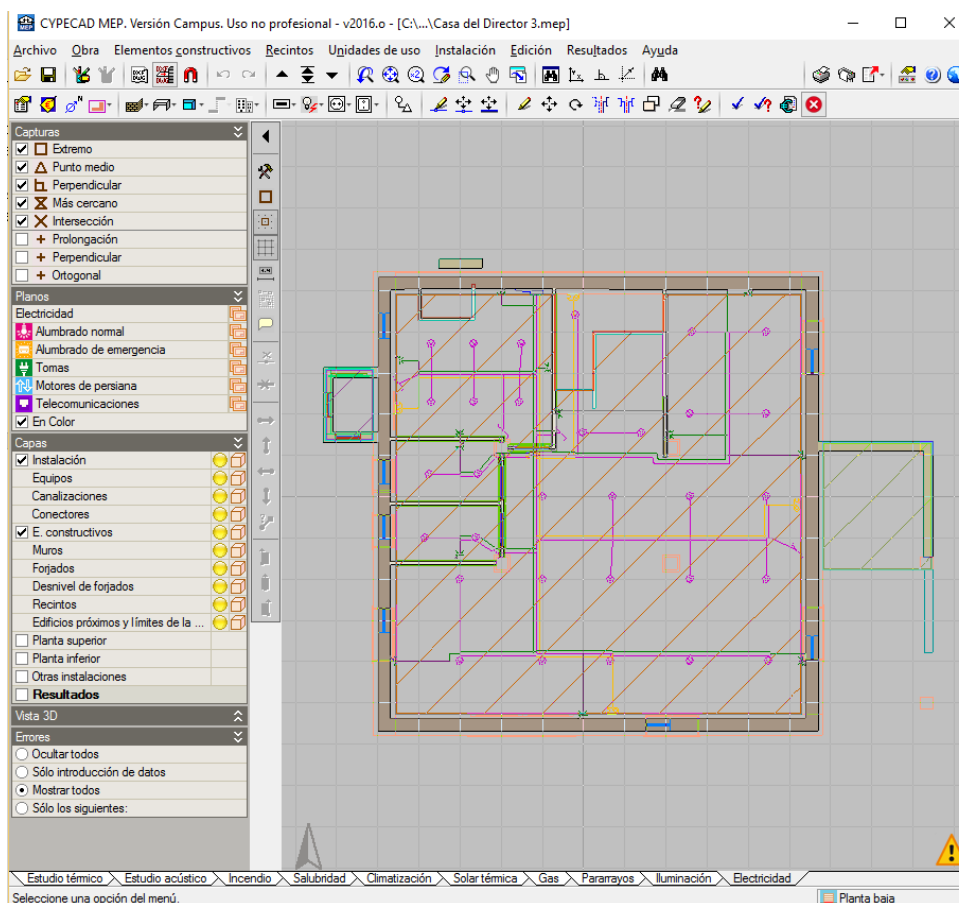 CYPECAD MEP. Versión Campus. Uso no profesional - v2016.o - [C:\...\Casa del Director 3.mep]
Archivo Obra Elementos constructivos Recintos Unidades de uso Instalación Edición Resultados Ayuda
Capturas
Extremo
Punto medio
Perpendicular
Más cercano
Intersección
Prolongación
Perpendicular
Ortogonal
Planos
Electricidad
Alumbrado normal
Alumbrado de emergencia
Tomas
Motores de persiana
Telecomunicaciones
En Color
Capas
Instalación
Equipos
Canalizaciones
Conectores
E. constructivos
Muros
Forjados
Desnivel de forjados
Recintos
Edificios próximos y límites de la ...
Planta superior
Planta inferior
Otras instalaciones
Resultados
Vista 3D
Errores
Ocultar todos
Sólo introducción de datos
Mostrar todos
Sólo los siguientes:
Estudio térmico Estudio acústico Incendio Salubridad Climatización Solar térmica Gas Pararrayos Iluminación Electricidad
Seleccione una opción del menú. Planta baja